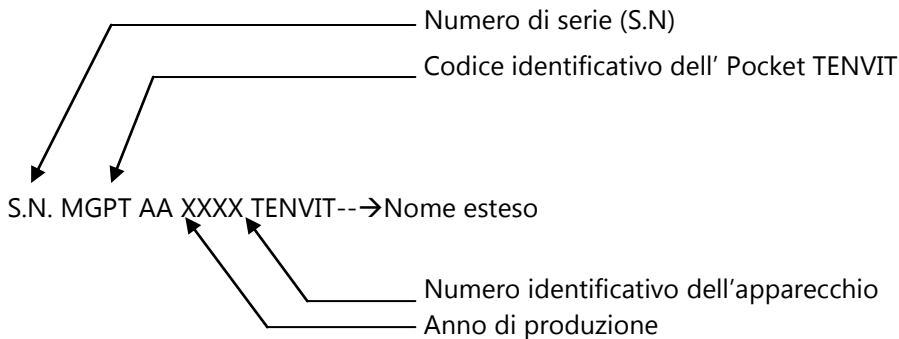 Numero di serie (S.N)
Codice identificativo dell’ Pocket TENVIT
S.N. MGPT AA XXXX TENVIT--→Nome esteso
Numero identificativo dell’apparecchio
Anno di produzione